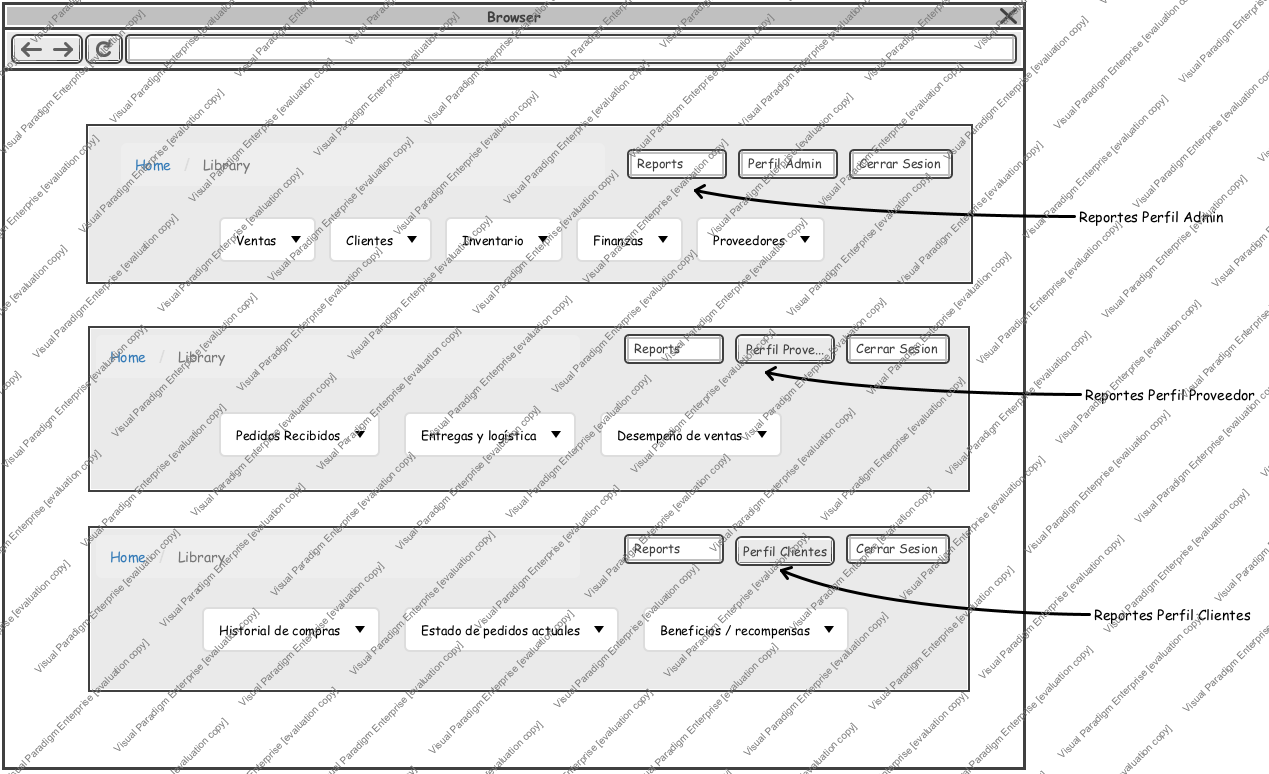 Browser
Home / Library
Reports
Perfil Admin
Cerrar Sesion
Reportes Perfil Admin
Ventas
Clientes
Inventario
Finanzas
Proveedores
Home / Library
Reports
Perfil Prove...
Cerrar Sesion
Reportes Perfil Proveedor
Pedidos Recibidos
Entregas y logística
Desempeño de ventas
Home / Library
Reports
Perfil Clientes
Cerrar Sesion
Reportes Perfil Clientes
Historial de compras
Estado de pedidos actuales
Beneficios / recompensas
Visual Paradigm Enterprise [evaluation copy]